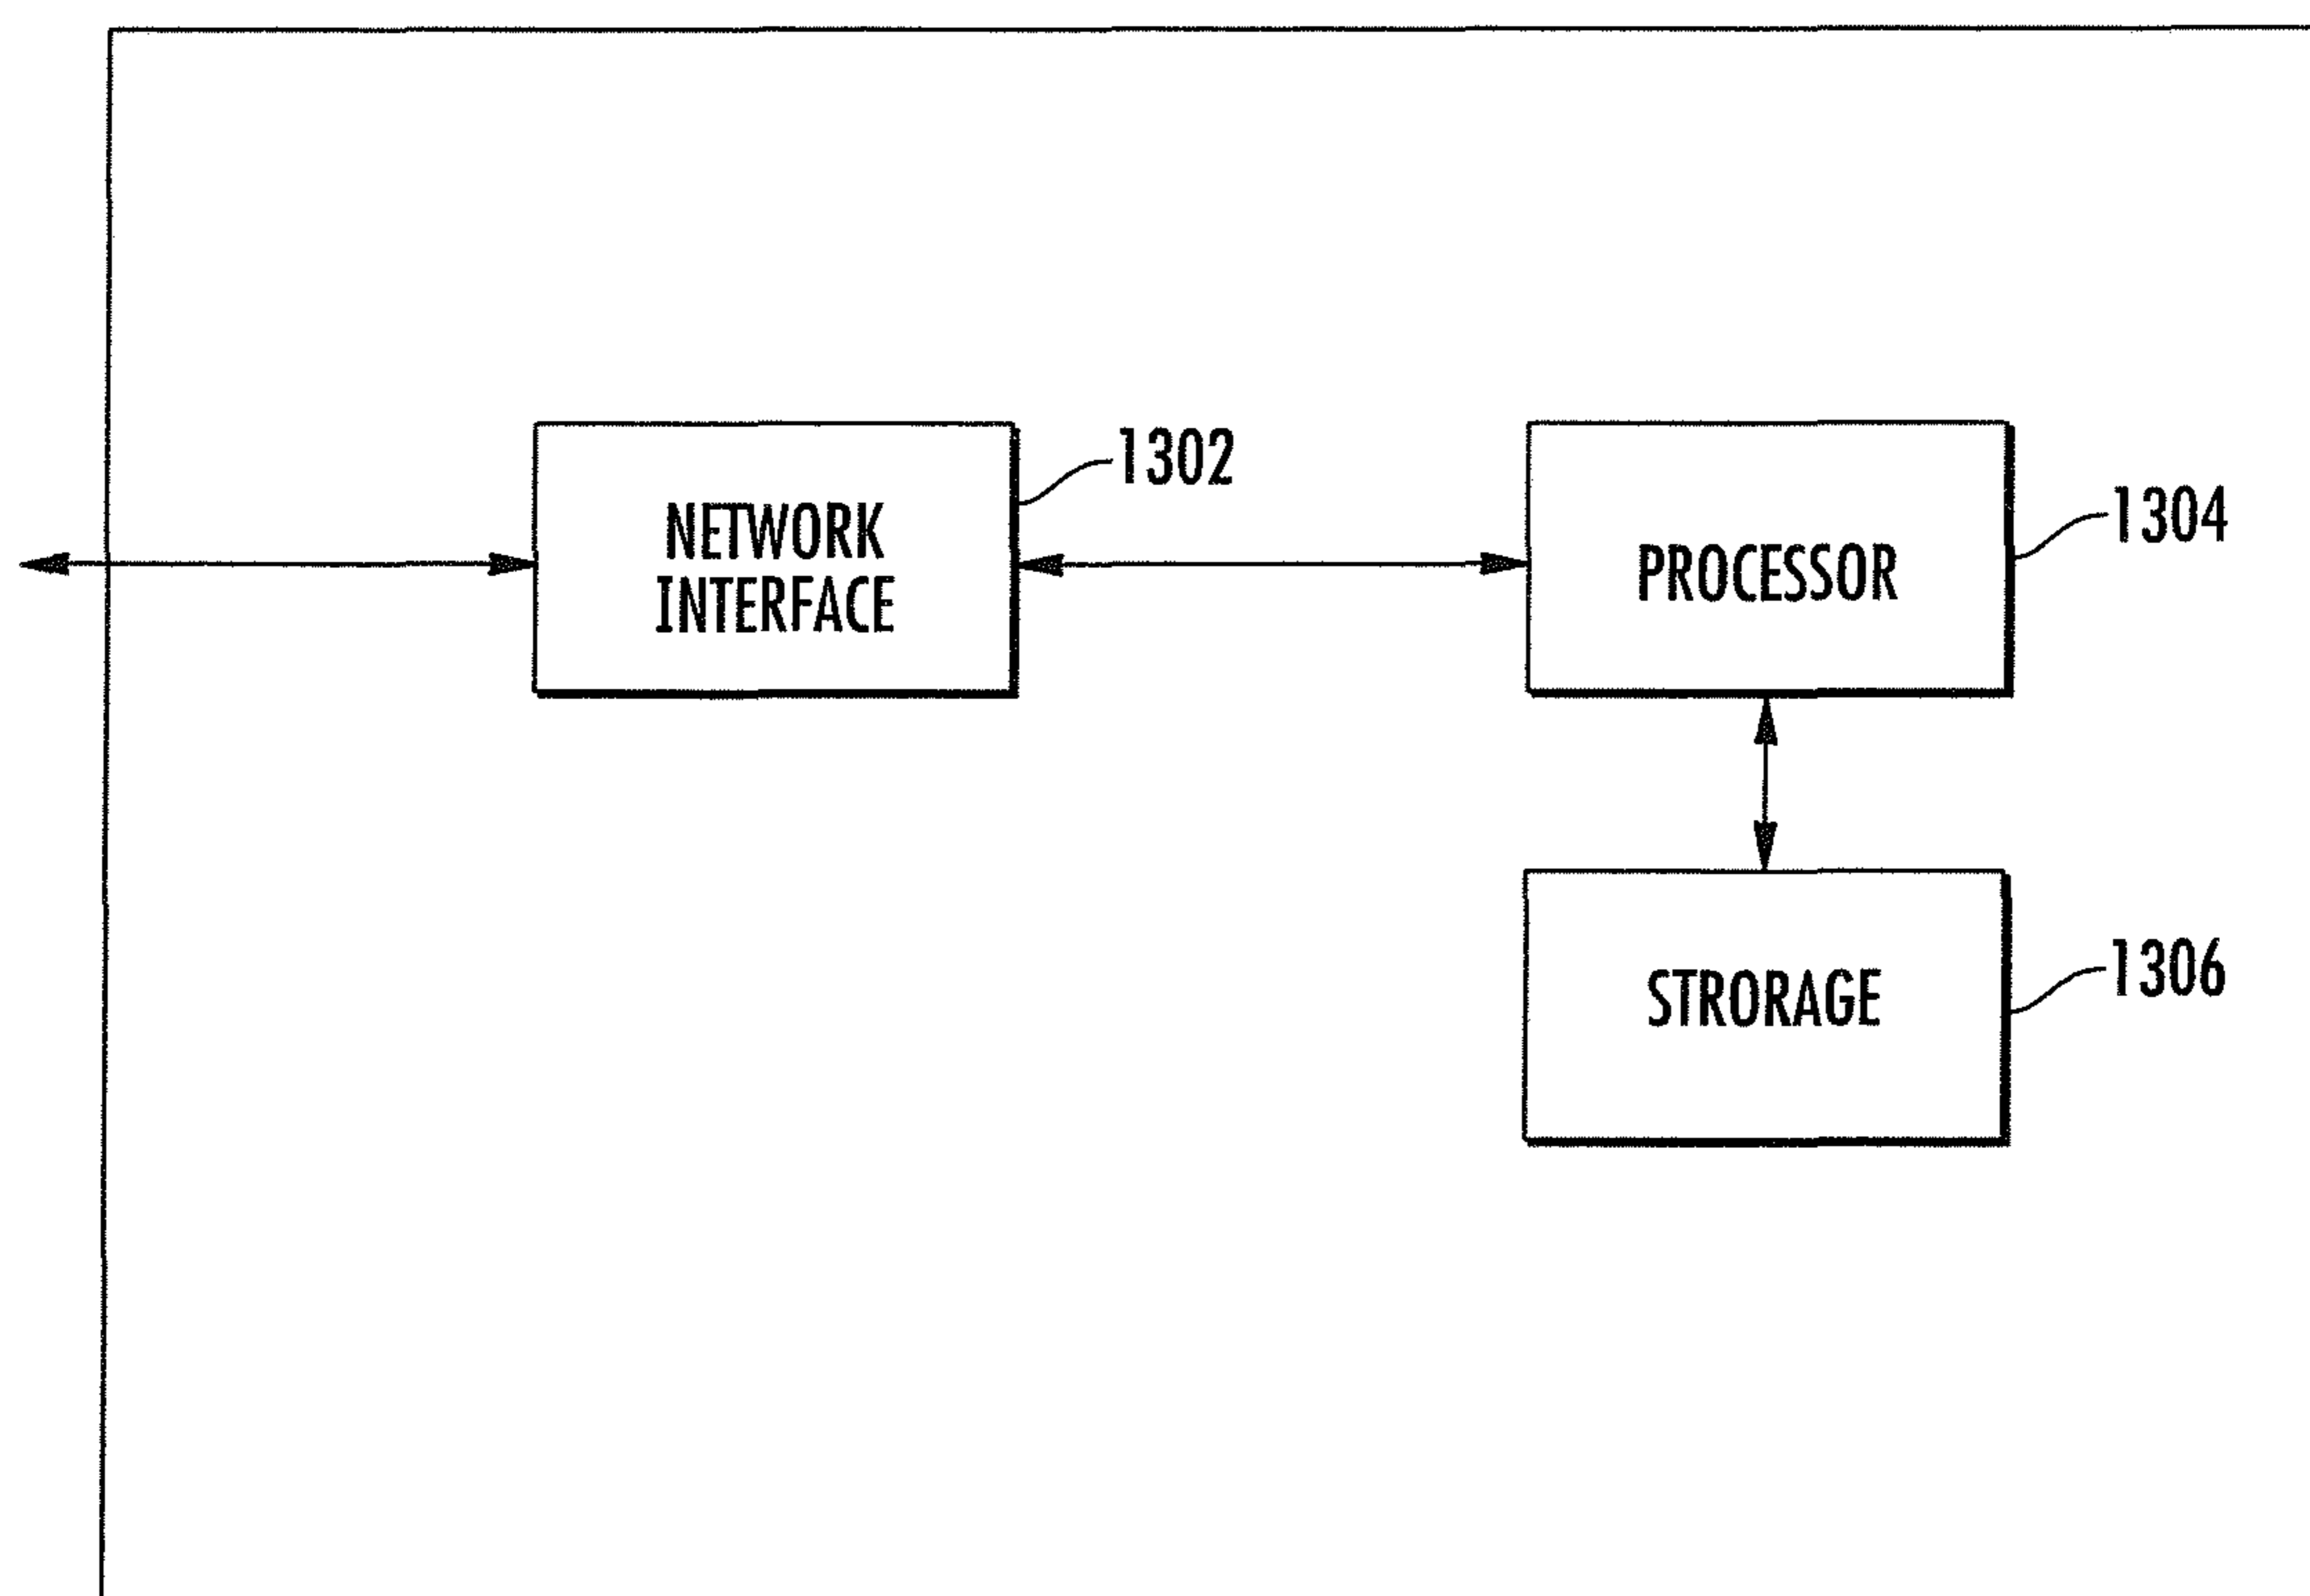 1302
NETWORK
INTERFACE
1304
PROCESSOR
1306
STRORAGE